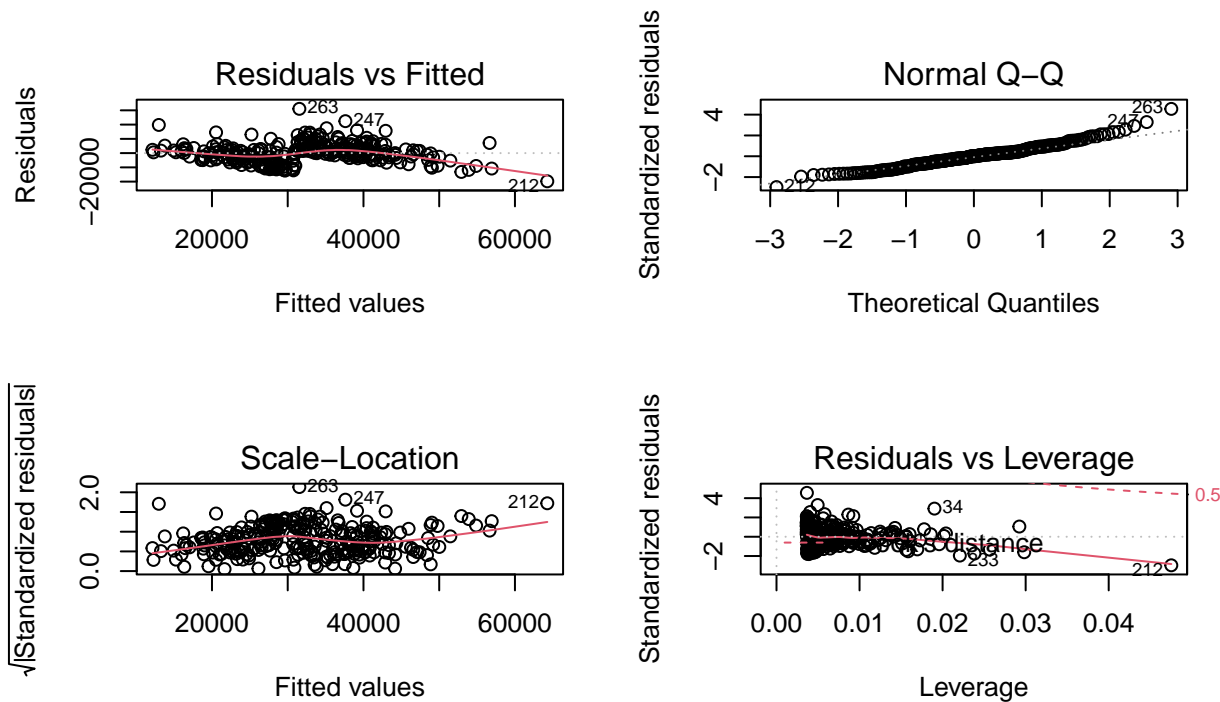 Residuals vs Fitted
Residuals
−20000
263
247
212
20000 40000 60000
Fitted values
Normal Q−Q
Standardized residuals
4
−2
263
247
212
−3 −2 −1 0 1 2 3
Theoretical Quantiles
Scale−Location
√|Standardized residuals|
2.0
0.0
263
247
212
20000 40000 60000
Fitted values
Residuals vs Leverage
Standardized residuals
4
−2
0.5
34
distance
233
212
0.00 0.01 0.02 0.03 0.04
Leverage